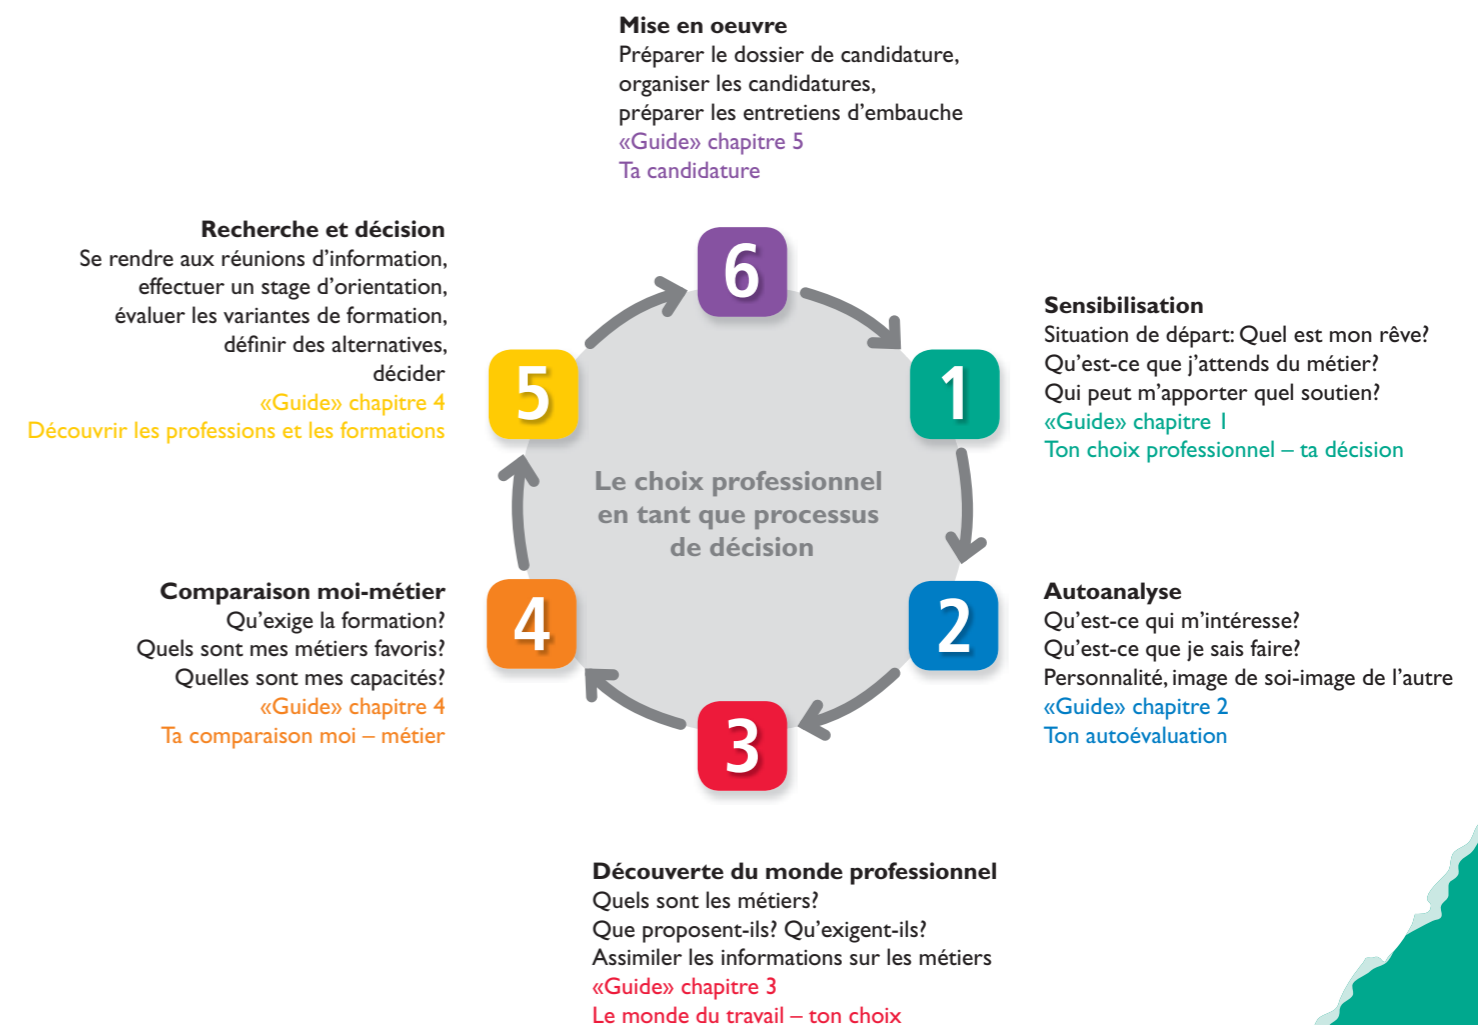 Mise en oeuvre
Préparer le dossier de candidature,
organiser les candidatures,
préparer les entretiens d’embauche
«Guide» chapitre 5
Ta candidature
6
Sensibilisation
Situation de départ: Quel est mon rêve?
Qu’est-ce que j’attends du métier?
Qui peut m’apporter quel soutien?
«Guide» chapitre 1
Ton choix professionnel – ta décision
1
Autoanalyse
Qu’est-ce qui m’intéresse?
Qu’est-ce que je sais faire?
Personnalité, image de soi-image de l’autre
«Guide» chapitre 2
Ton autoévaluation
2
Découverte du monde professionnel
Quels sont les métiers?
Que proposent-ils? Qu’exigent-ils?
Assimiler les informations sur les métiers
«Guide» chapitre 3
Le monde du travail – ton choix
3
Comparaison moi-métier
Qu’exige la formation?
Quels sont mes métiers favoris?
Quelles sont mes capacités?
«Guide» chapitre 4
Ta comparaison moi – métier
4
Recherche et décision
Se rendre aux réunions d’information,
effectuer un stage d’orientation,
évaluer les variantes de formation,
définir des alternatives,
décider
«Guide» chapitre 4
Découvrir les professions et les formations
5
Le choix professionnel
en tant que processus
de décision